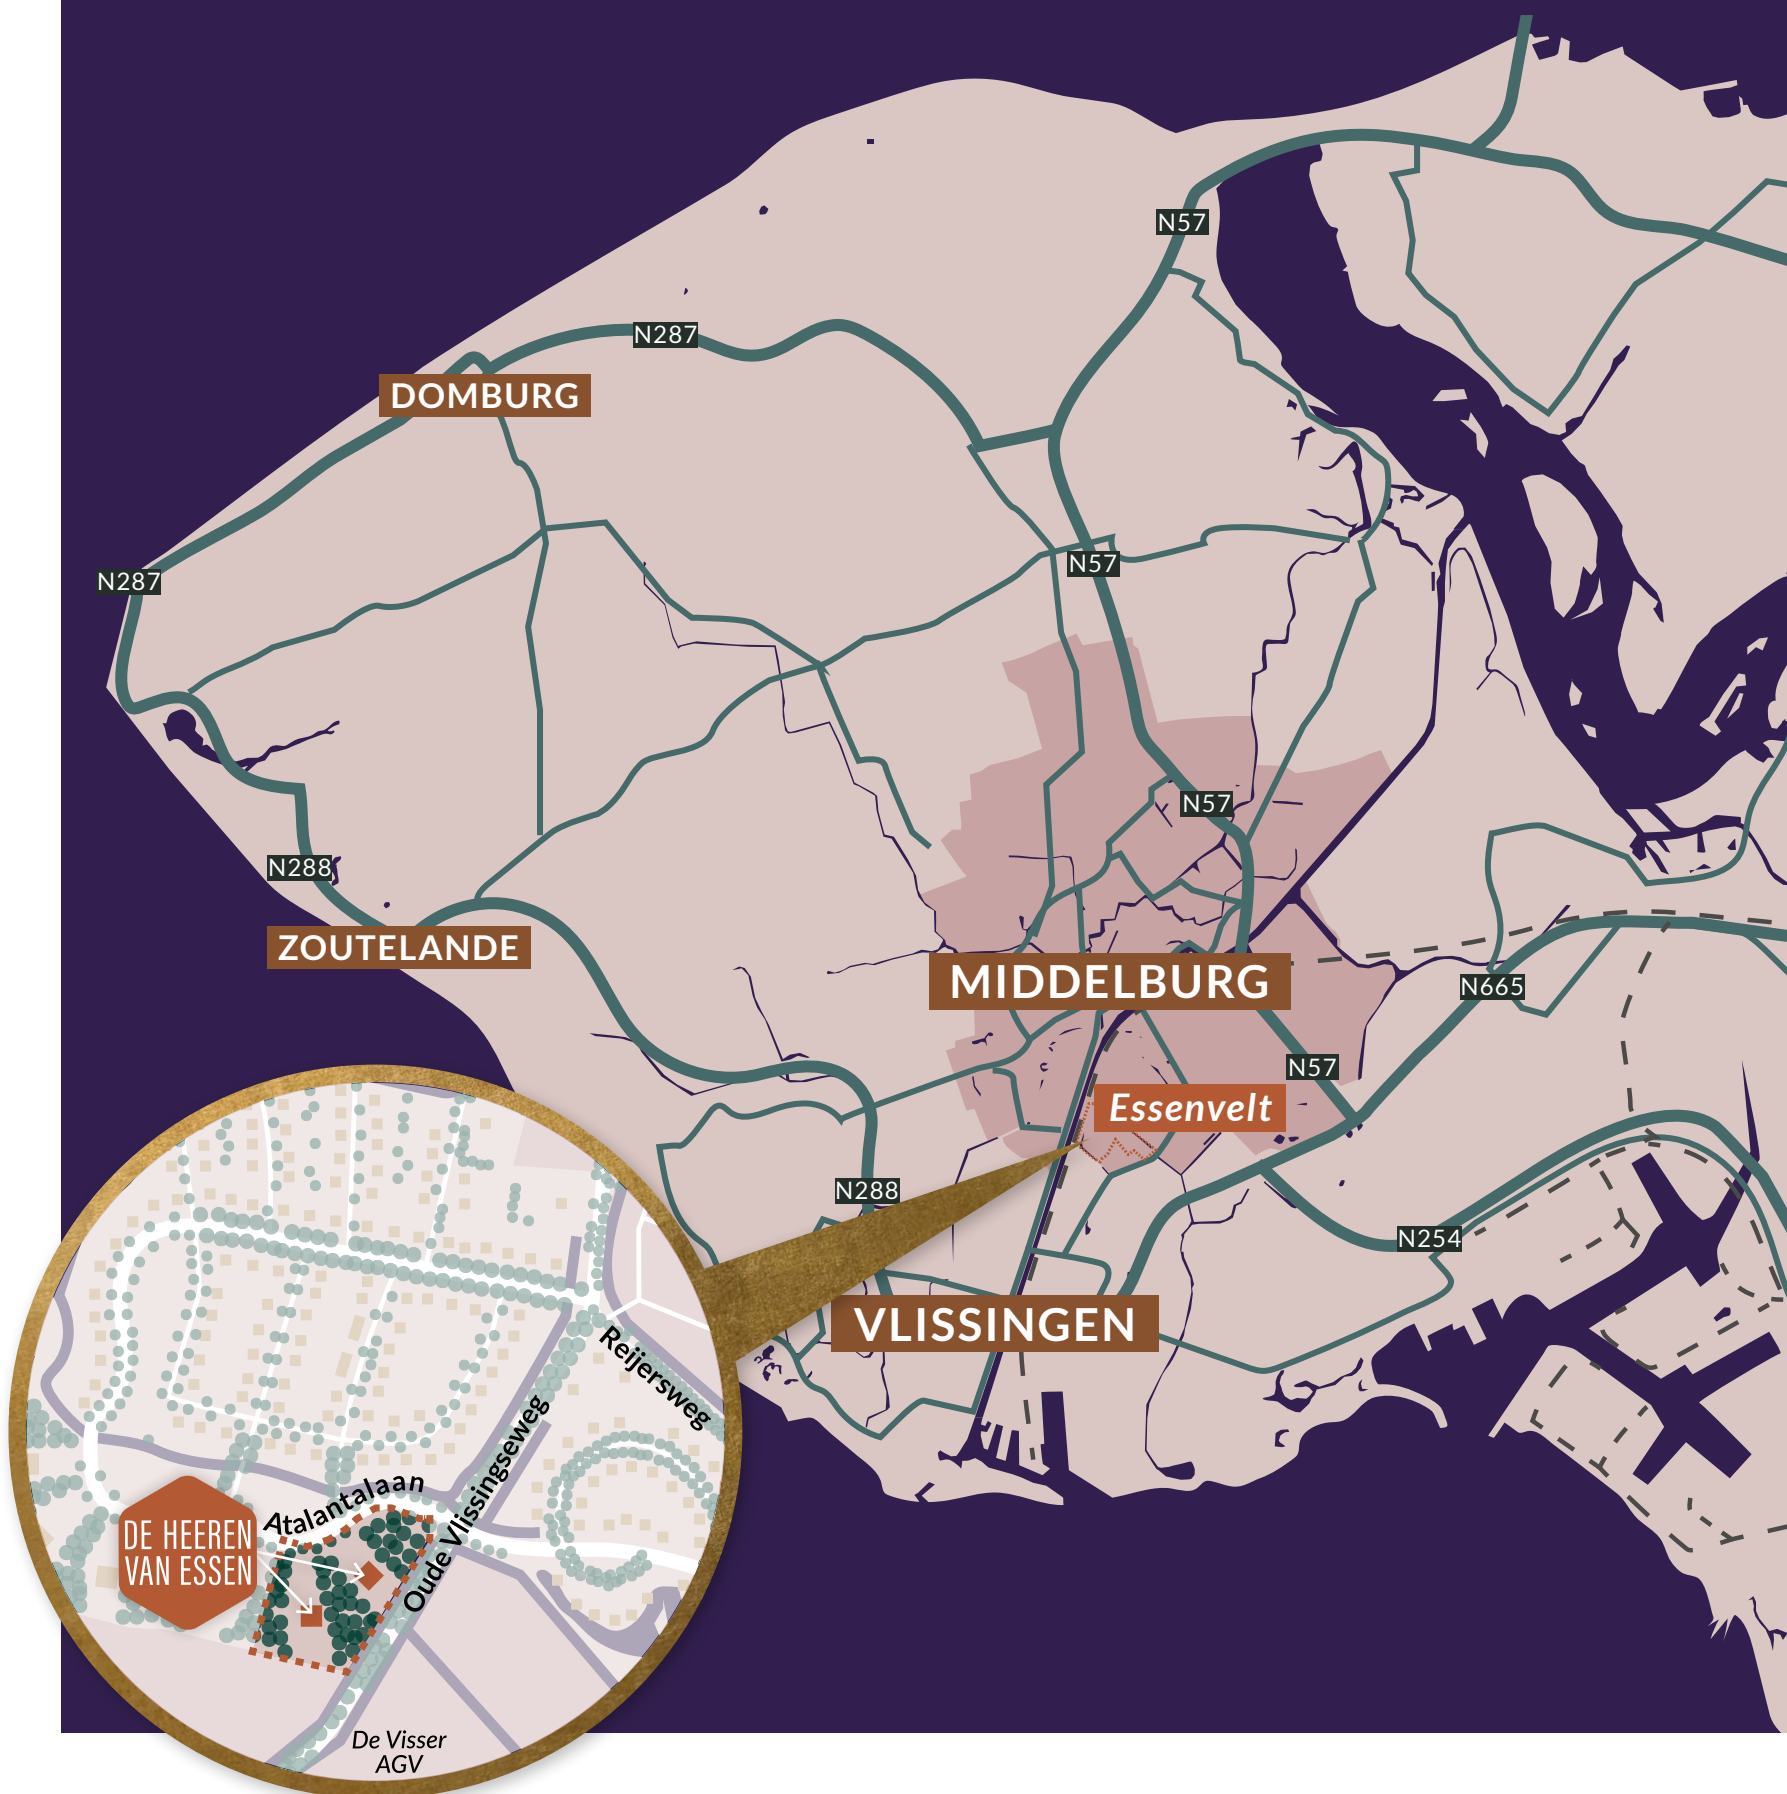 N57
N287
DOMBURG
N57
N287
N57
N288
ZOUTELANDE
MIDDELBURG
N665
N57
Essenvelt
N288
N254
VLISSINGEN
Reijersweg
Oude Vlissingseweg
Atalantalaan
DE HEEREN
VAN ESSEN
De Visser
AGV